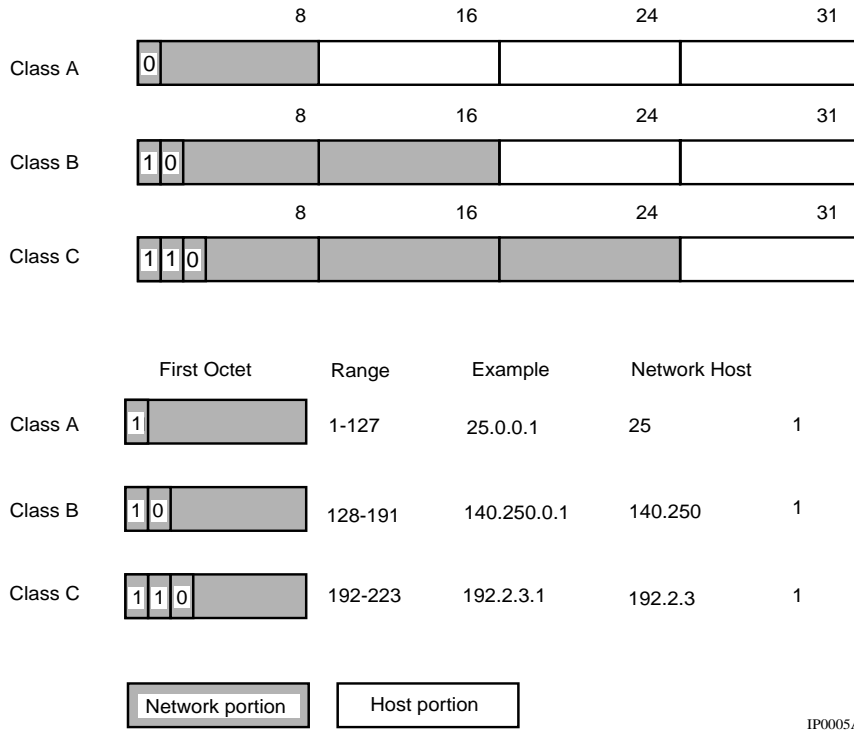 8 16 24 31
Class A 0
8 16 24 31
Class B 1 0
8 16 24 31
Class C 1 1 0
First Octet Range Example Network Host
Class A 1 1-127 25.0.0.1 25 1
Class B 1 0 128-191 140.250.0.1 140.250 1
Class C 1 1 0 192-223 192.2.3.1 192.2.3 1
Network portion Host portion
IP0005A